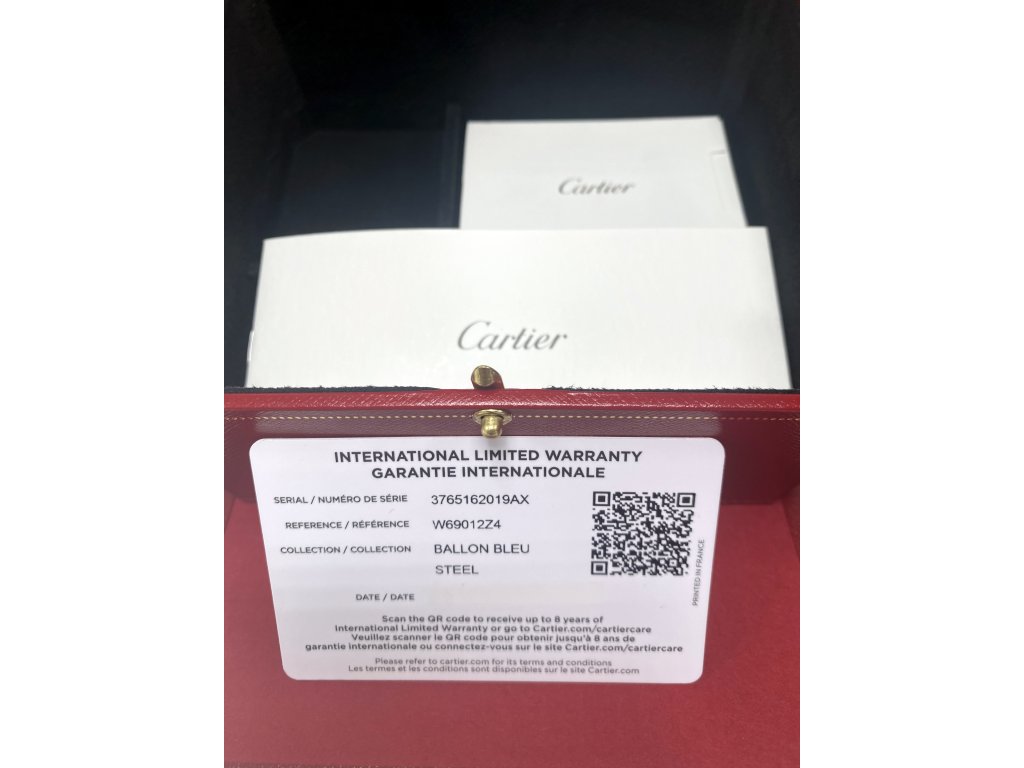 Cartier
Cartier
INTERNATIONAL LIMITED WARRANTY
GARANTIE INTERNATIONALE
SERIAL / NUMÉRO DE SÉRIE 3765162019AX
REFERENCE / RÉFÉRENCE W69012Z4
COLLECTION / COLLECTION BALLON BLEU
STEEL
DATE / DATE
PRINTED IN FRANCE
Scan the QR code to receive up to 8 years of
International Limited Warranty or go to Cartier.com/cartiercare
Veuillez scanner le QR code pour obtenir jusqu'à 8 ans de
garantie internationale ou connectez-vous sur le site Cartier.com/cartiercare
Please refer to cartier.com for its terms and conditions
Les termes et les conditions sont disponibles sur le site Cartier.com